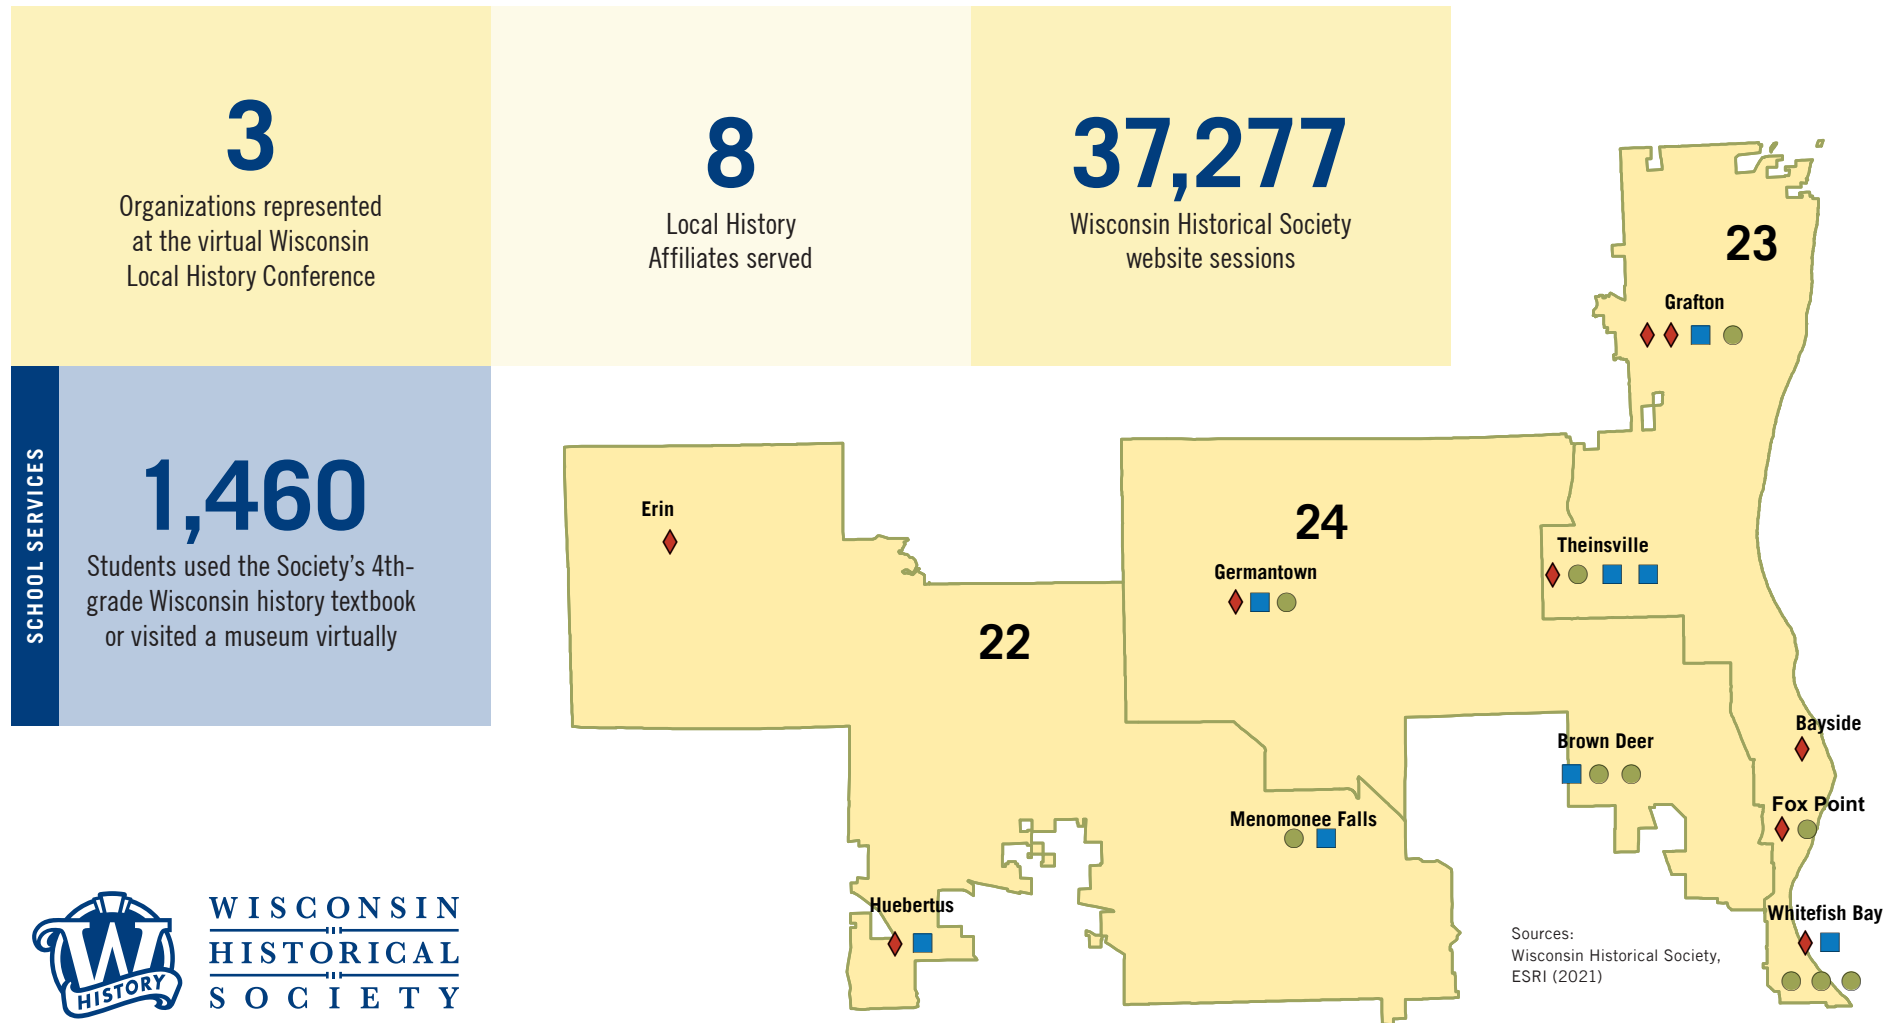 3
Organizations represented
at the virtual Wisconsin
Local History Conference
8
Local History
Affiliates served
37,277
Wisconsin Historical Society
website sessions
SCHOOL SERVICES
1,460
Students used the Society's 4th-
grade Wisconsin history textbook
or visited a museum virtually
23
Grafton
Erin
24
Germantown
Theinsville
22
Bayside
Brown Deer
Fox Point
Menomonee Falls
Huebertus
Whitefish Bay
Sources:
Wisconsin Historical Society,
ESRI (2021)
W
HISTORY
WISCONSIN
HISTORICAL
SOCIETY